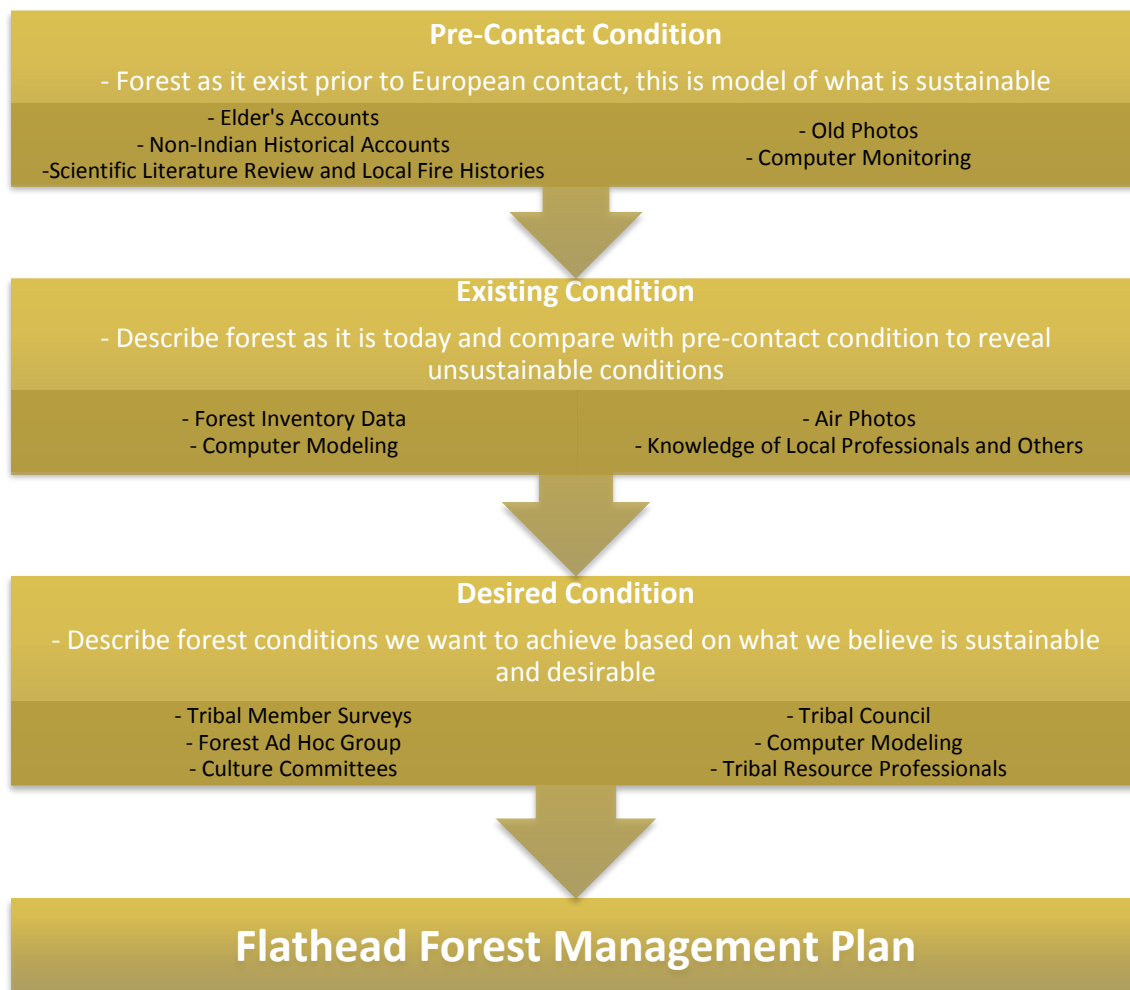 Pre-Contact Condition
- Forest as it exist prior to European contact, this is model of what is sustainable
- Elder's Accounts
- Non-Indian Historical Accounts
-Scientific Literature Review and Local Fire Histories
- Old Photos
- Computer Monitoring
Existing Condition
- Describe forest as it is today and compare with pre-contact condition to reveal
unsustainable conditions
- Forest Inventory Data
- Computer Modeling
- Air Photos
- Knowledge of Local Professionals and Others
Desired Condition
- Describe forest conditions we want to achieve based on what we believe is sustainable
and desirable
- Tribal Member Surveys
- Forest Ad Hoc Group
- Culture Committees
- Tribal Council
- Computer Modeling
- Tribal Resource Professionals
Flathead Forest Management Plan